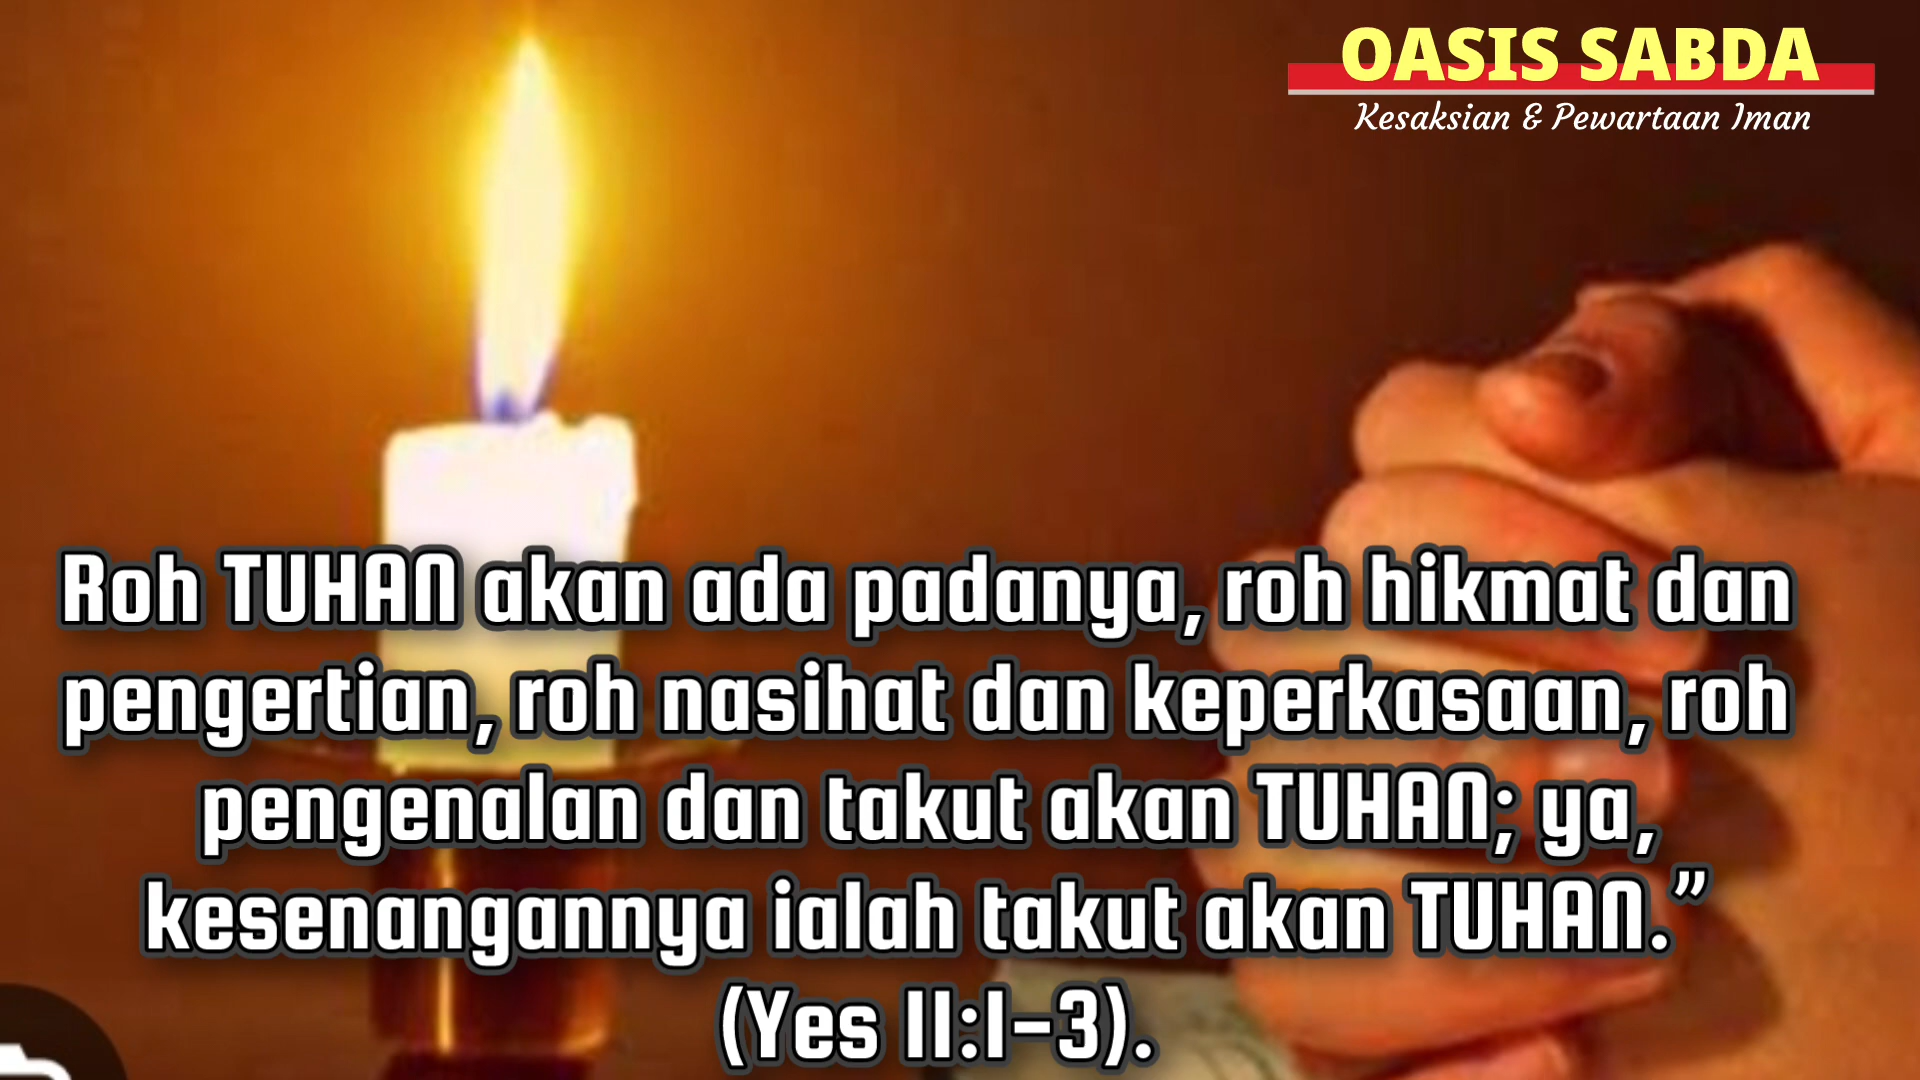 OASIS SABDA
Kesaksian & Pewartaan Iman
Roh TUHAN akan ada padanya, roh hikmat dan
pengertian, roh nasihat dan keperkasaan, roh
pengenalan dan takut akan TUHAN; ya,
kesenangannya ialah takut akan TUHAN.”
(Yes 11:1-3).